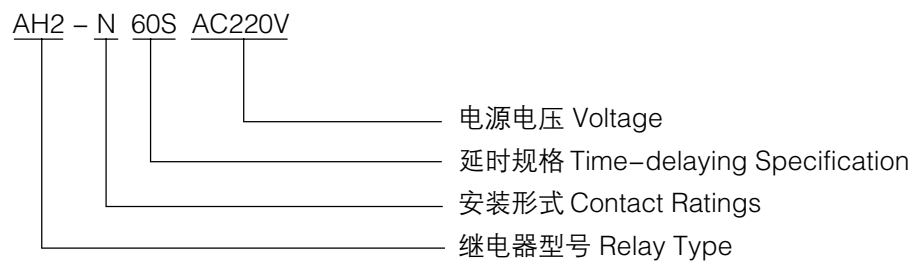 AH2 – N 60S AC220V
电源电压 Voltage
延时规格 Time–delaying Specification
安装形式 Contact Ratings
继电器型号 Relay Type